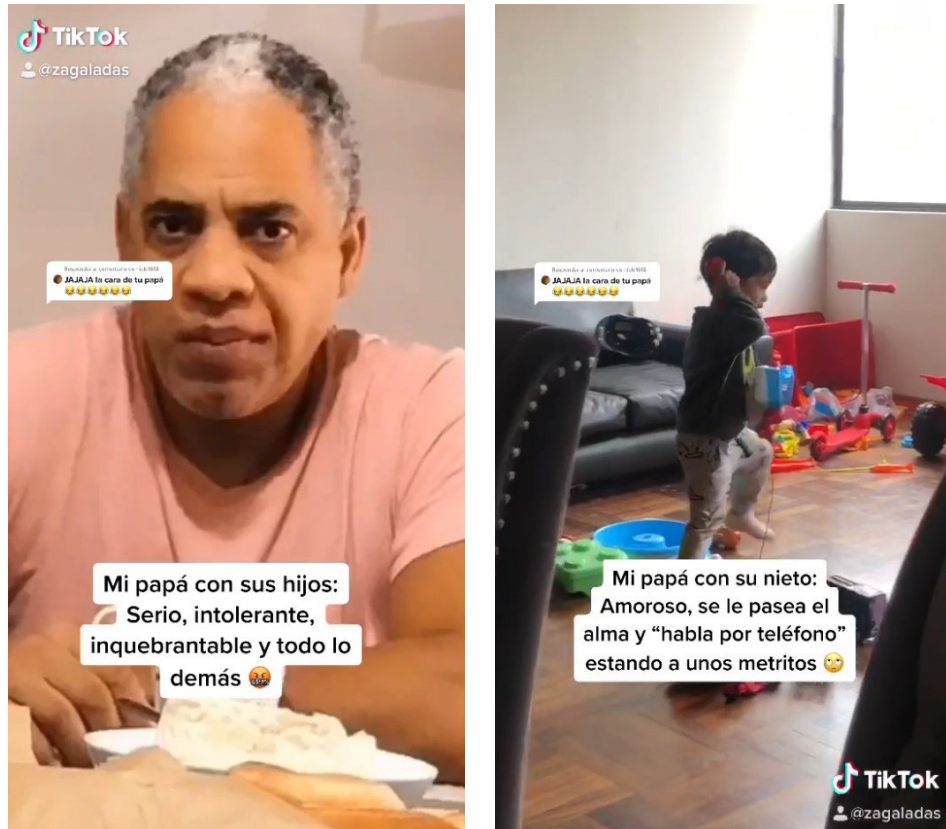 TikTok
@zagaladas
JAJAJA la cara de tu papá
😂😂😂😂😂😂
Mi papá con sus hijos:
Serio, intolerante,
inquebrantable y todo lo
demás 🤬
JAJAJA la cara de tu papá
😂😂😂😂😂😂
Mi papá con su nieto:
Amoroso, se le pasea el
alma y “habla por teléfono”
estando a unos metritos 🙄
TikTok
@zagaladas